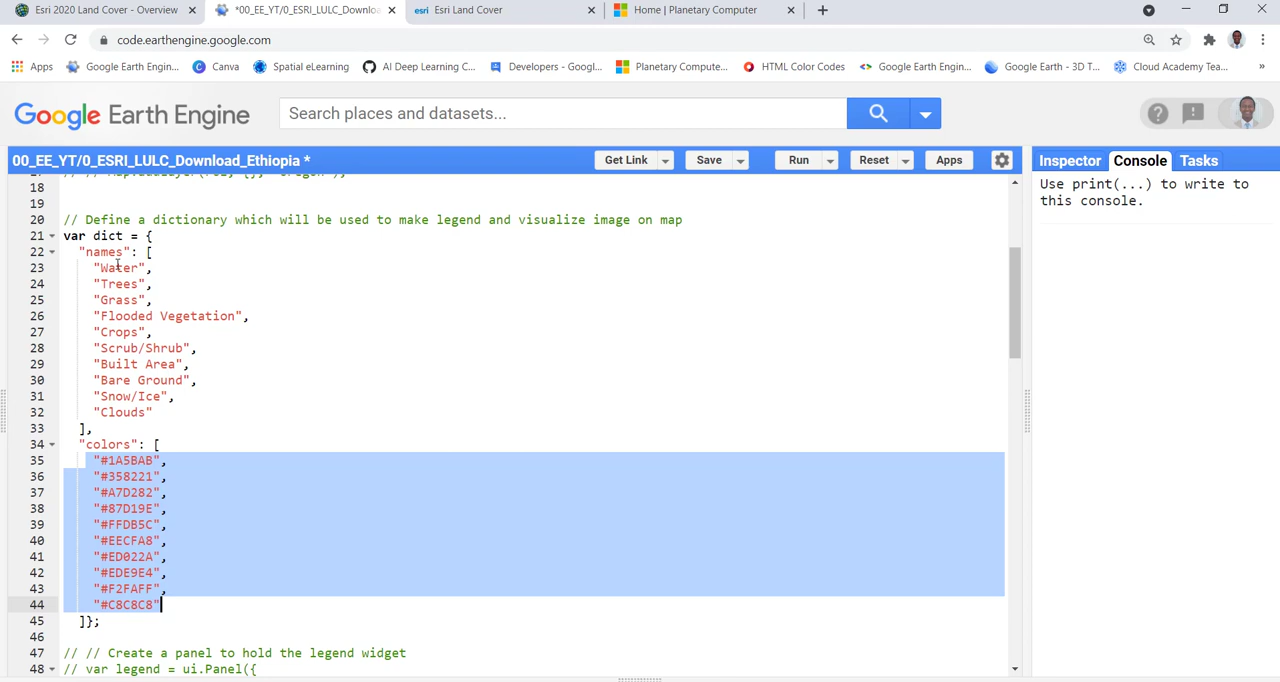 Esri 2020 Land Cover - Overview
*00_EE_YT/0_ESRI_LULC_Downloa
esri Esri Land Cover
Home | Planetary Computer
code.earthengine.google.com
Apps
Google Earth Engin...
Canva
Spatial eLearning
AI Deep Learning C...
Developers - Googl...
Planetary Compute...
HTML Color Codes
Google Earth Engin...
Google Earth - 3D T...
Cloud Academy Tea...
»
Google Earth Engine
Search places and datasets...
00_EE_YT/0_ESRI_LULC_Download_Ethiopia *
Get Link
Save
Run
Reset
Apps
Inspector
Console
Tasks
Use print(...) to write to
this console.
18
19
20 // Define a dictionary which will be used to make legend and visualize image on map
21 var dict = {
22 "names": [
23 "Water",
24 "Trees",
25 "Grass",
26 "Flooded Vegetation",
27 "Crops",
28 "Scrub/Shrub",
29 "Built Area",
30 "Bare Ground",
31 "Snow/Ice",
32 "Clouds"
33 ],
34 "colors": [
35 "#1A5BAB",
36 "#358221",
37 "#A7D282",
38 "#87D19E",
39 "#FFDB5C",
40 "#EECFA8",
41 "#ED022A",
42 "#EDE9E4",
43 "#F2FAFF",
44 "#C8C8C8"
45 ]};
46
47 // // Create a panel to hold the legend widget
48 // var legend = ui.Panel({